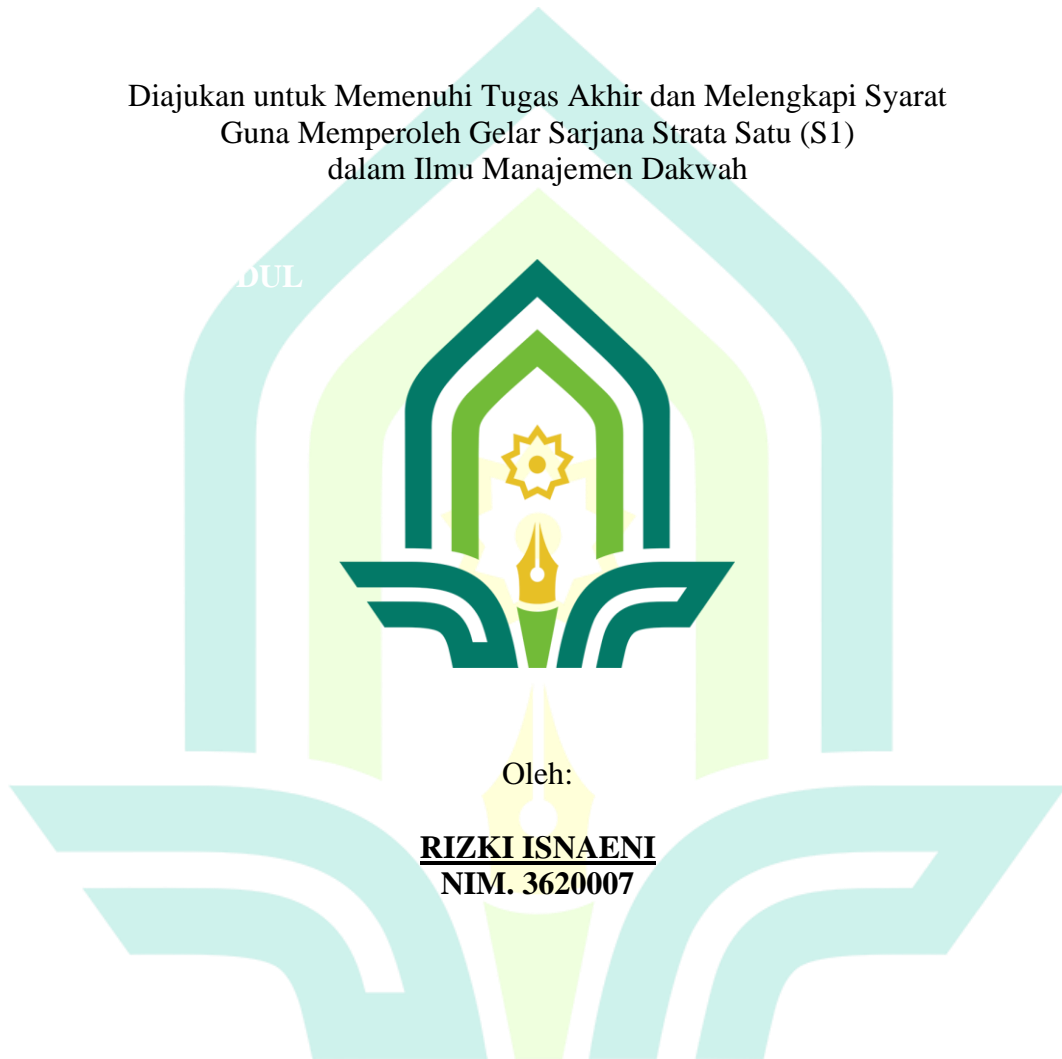 Diajukan untuk Memenuhi Tugas Akhir dan Melengkapi Syarat
Guna Memperoleh Gelar Sarjana Strata Satu (S1)
dalam Ilmu Manajemen Dakwah
DUL
Oleh:
RIZKI ISNAENI
NIM. 3620007